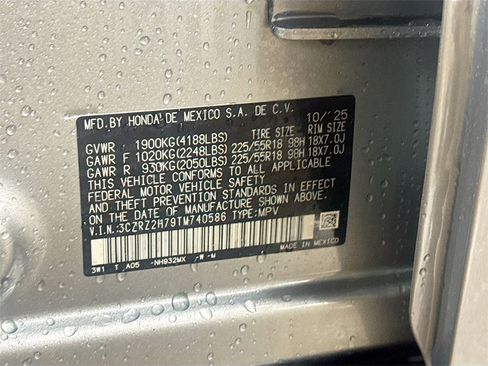 MFD.BY HONDA DE MEXICO S.A. DE C.V. 10/'25
GVWR 1900KG(4188LBS) TIRE SIZE RIM SIZE
GAWR F 1020KG(2248LBS) 225/55R18 98H 18X7.0J
GAWR R 930KG(2050LBS) 225/55R18 98H 18X7.0J
THIS VEHICLE CONFORMS TO ALL APPLICABLE
FEDERAL MOTOR VEHICLE SAFETY
AND THEFT PREVENTION STANDARDS IN EFFECT
ON THE DATE OF MANUFACTURE SHOWN ABOVE.
V.I.N.:3CZRZ2H79TM740586 TYPE:MPV
3W1 T A05 -NH932MX -W-M MADE IN MEXICO